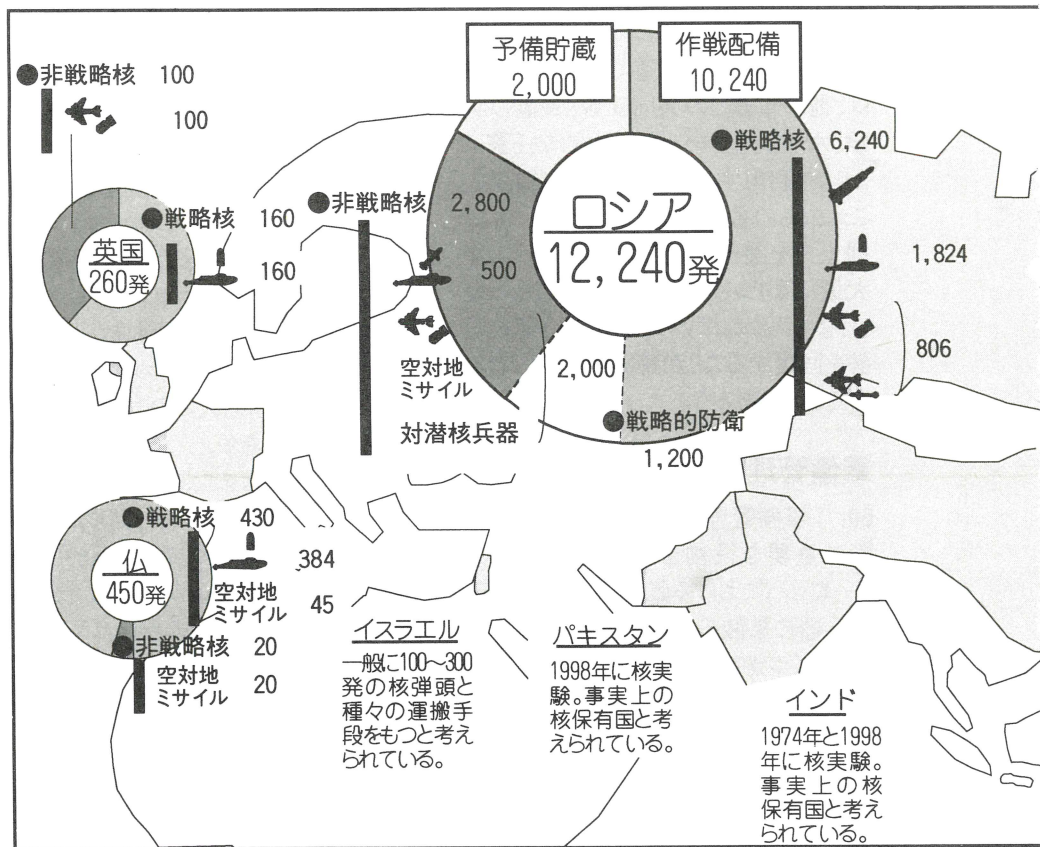 ●非戦略核 100
100
英国
260発
●戦略核 160
160
予備貯蔵
2,000
作戦配備
10,240
ロシア
12,240発
●戦略核 6,240
1,824
806
●非戦略核 2,800
500
空対地
ミサイル
対潜核兵器
2,000
●戦略的防衛
1,200
仏
450発
●戦略核 430
384
空対地
ミサイル 45
●非戦略核 20
空対地
ミサイル 20
イスラエル
一般に100〜300
発の核弾頭と
種々の運搬手
段をもつと考え
られている。
パキスタン
1998年に核実
験。事実上の
核保有国と考
えられている。
インド
1974年と1998
年に核実験。
事実上の核
保有国と考え
られている。